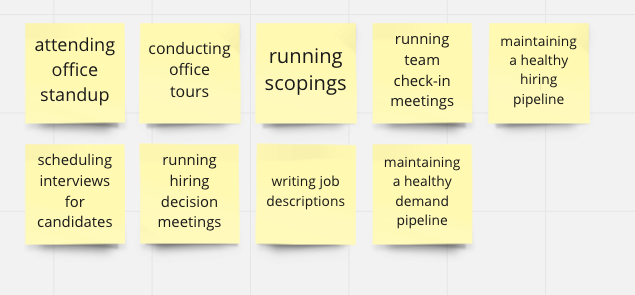 attending
office
standup
conducting
office
tours
running
scopings
running
team
check-in
meetings
maintaining
a healthy
hiring
pipeline
scheduling
interviews
for
candidates
running
hiring
decision
meetings
writing job
descriptions
maintaining
a healthy
demand
pipeline